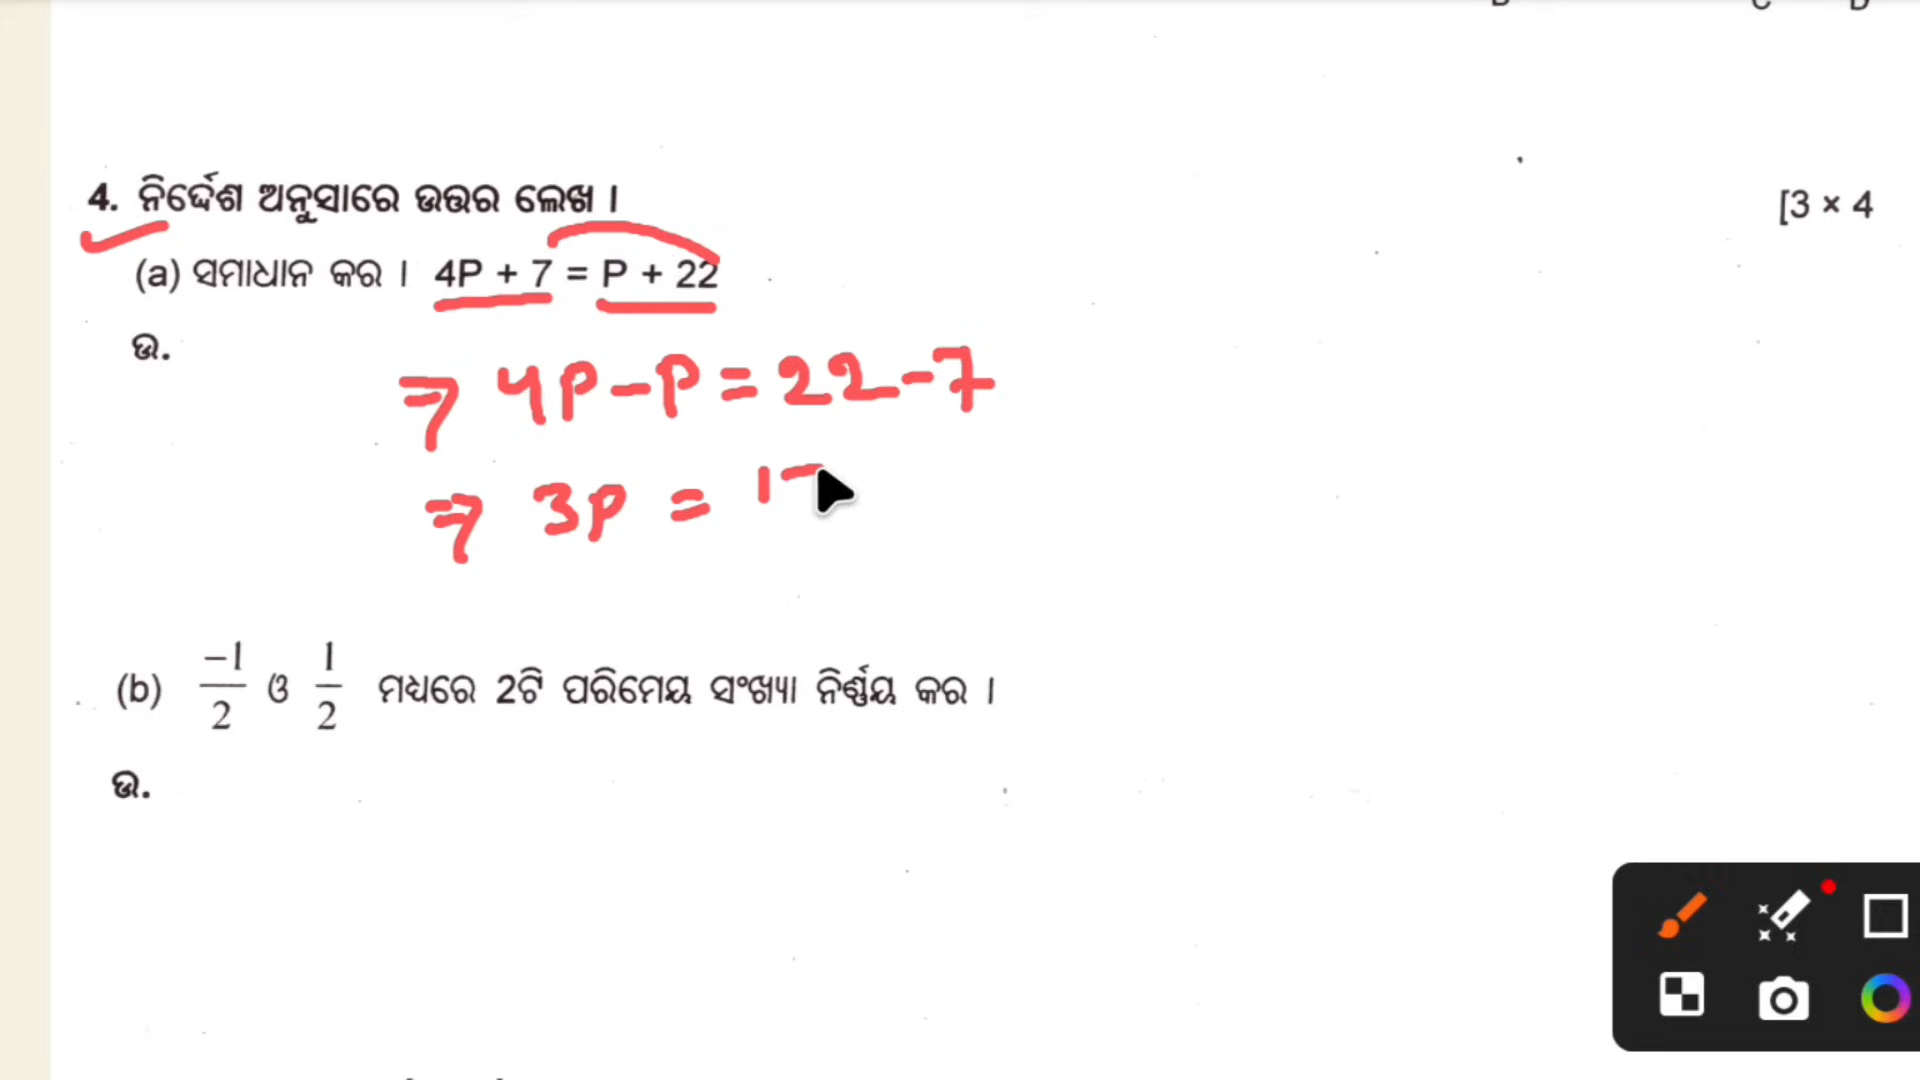 4. ନିର୍ଦ୍ଦେଶ ଅନୁସାରେ ଉତ୍ତର ଲେଖ । [3 × 4
(a) ସମାଧାନ କର । 4P + 7 = P + 22
ଉ.
⇒ 4P - P = 22 - 7
⇒ 3P = 1
(b) -1/2 ଓ 1/2 ମଧ୍ୟରେ 2ଟି ପରିମେୟ ସଂଖ୍ୟା ନିର୍ଣ୍ଣୟ କର ।
ଉ.